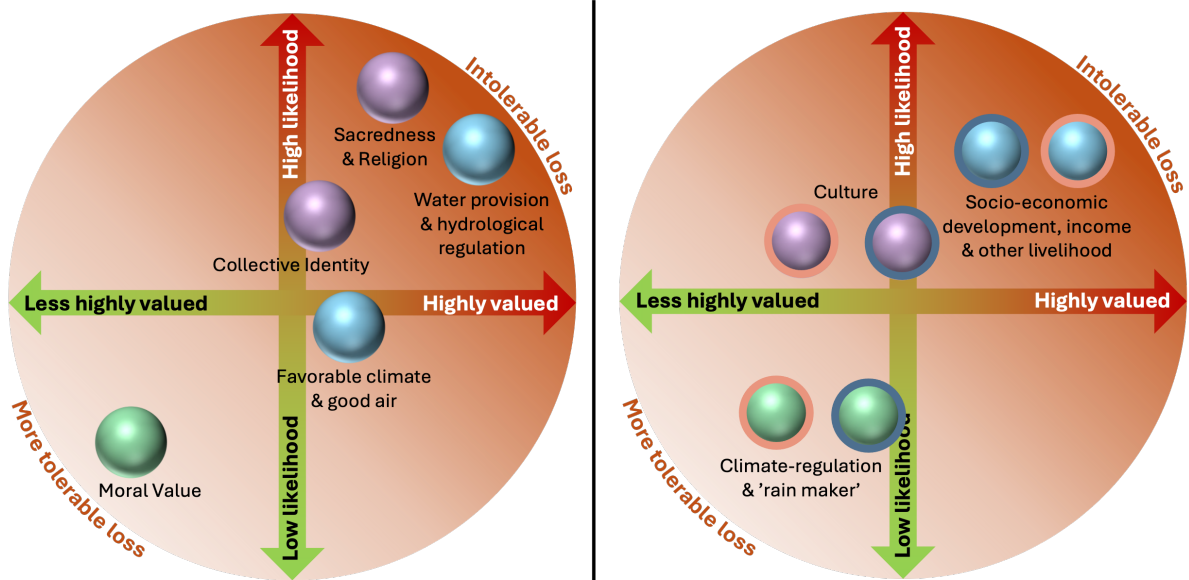 High likelihood
Intolerable loss
Sacredness
& Religion
Water provision
& hydrological
regulation
Collective Identity
Less highly valued
Highly valued
Favorable climate
& good air
Moral Value
More tolerable loss
Low likelihood
High likelihood
Intolerable loss
Culture
Socio-economic
development, income
& other livelihood
Less highly valued
Highly valued
Climate-regulation
& ’rain maker’
More tolerable loss
Low likelihood